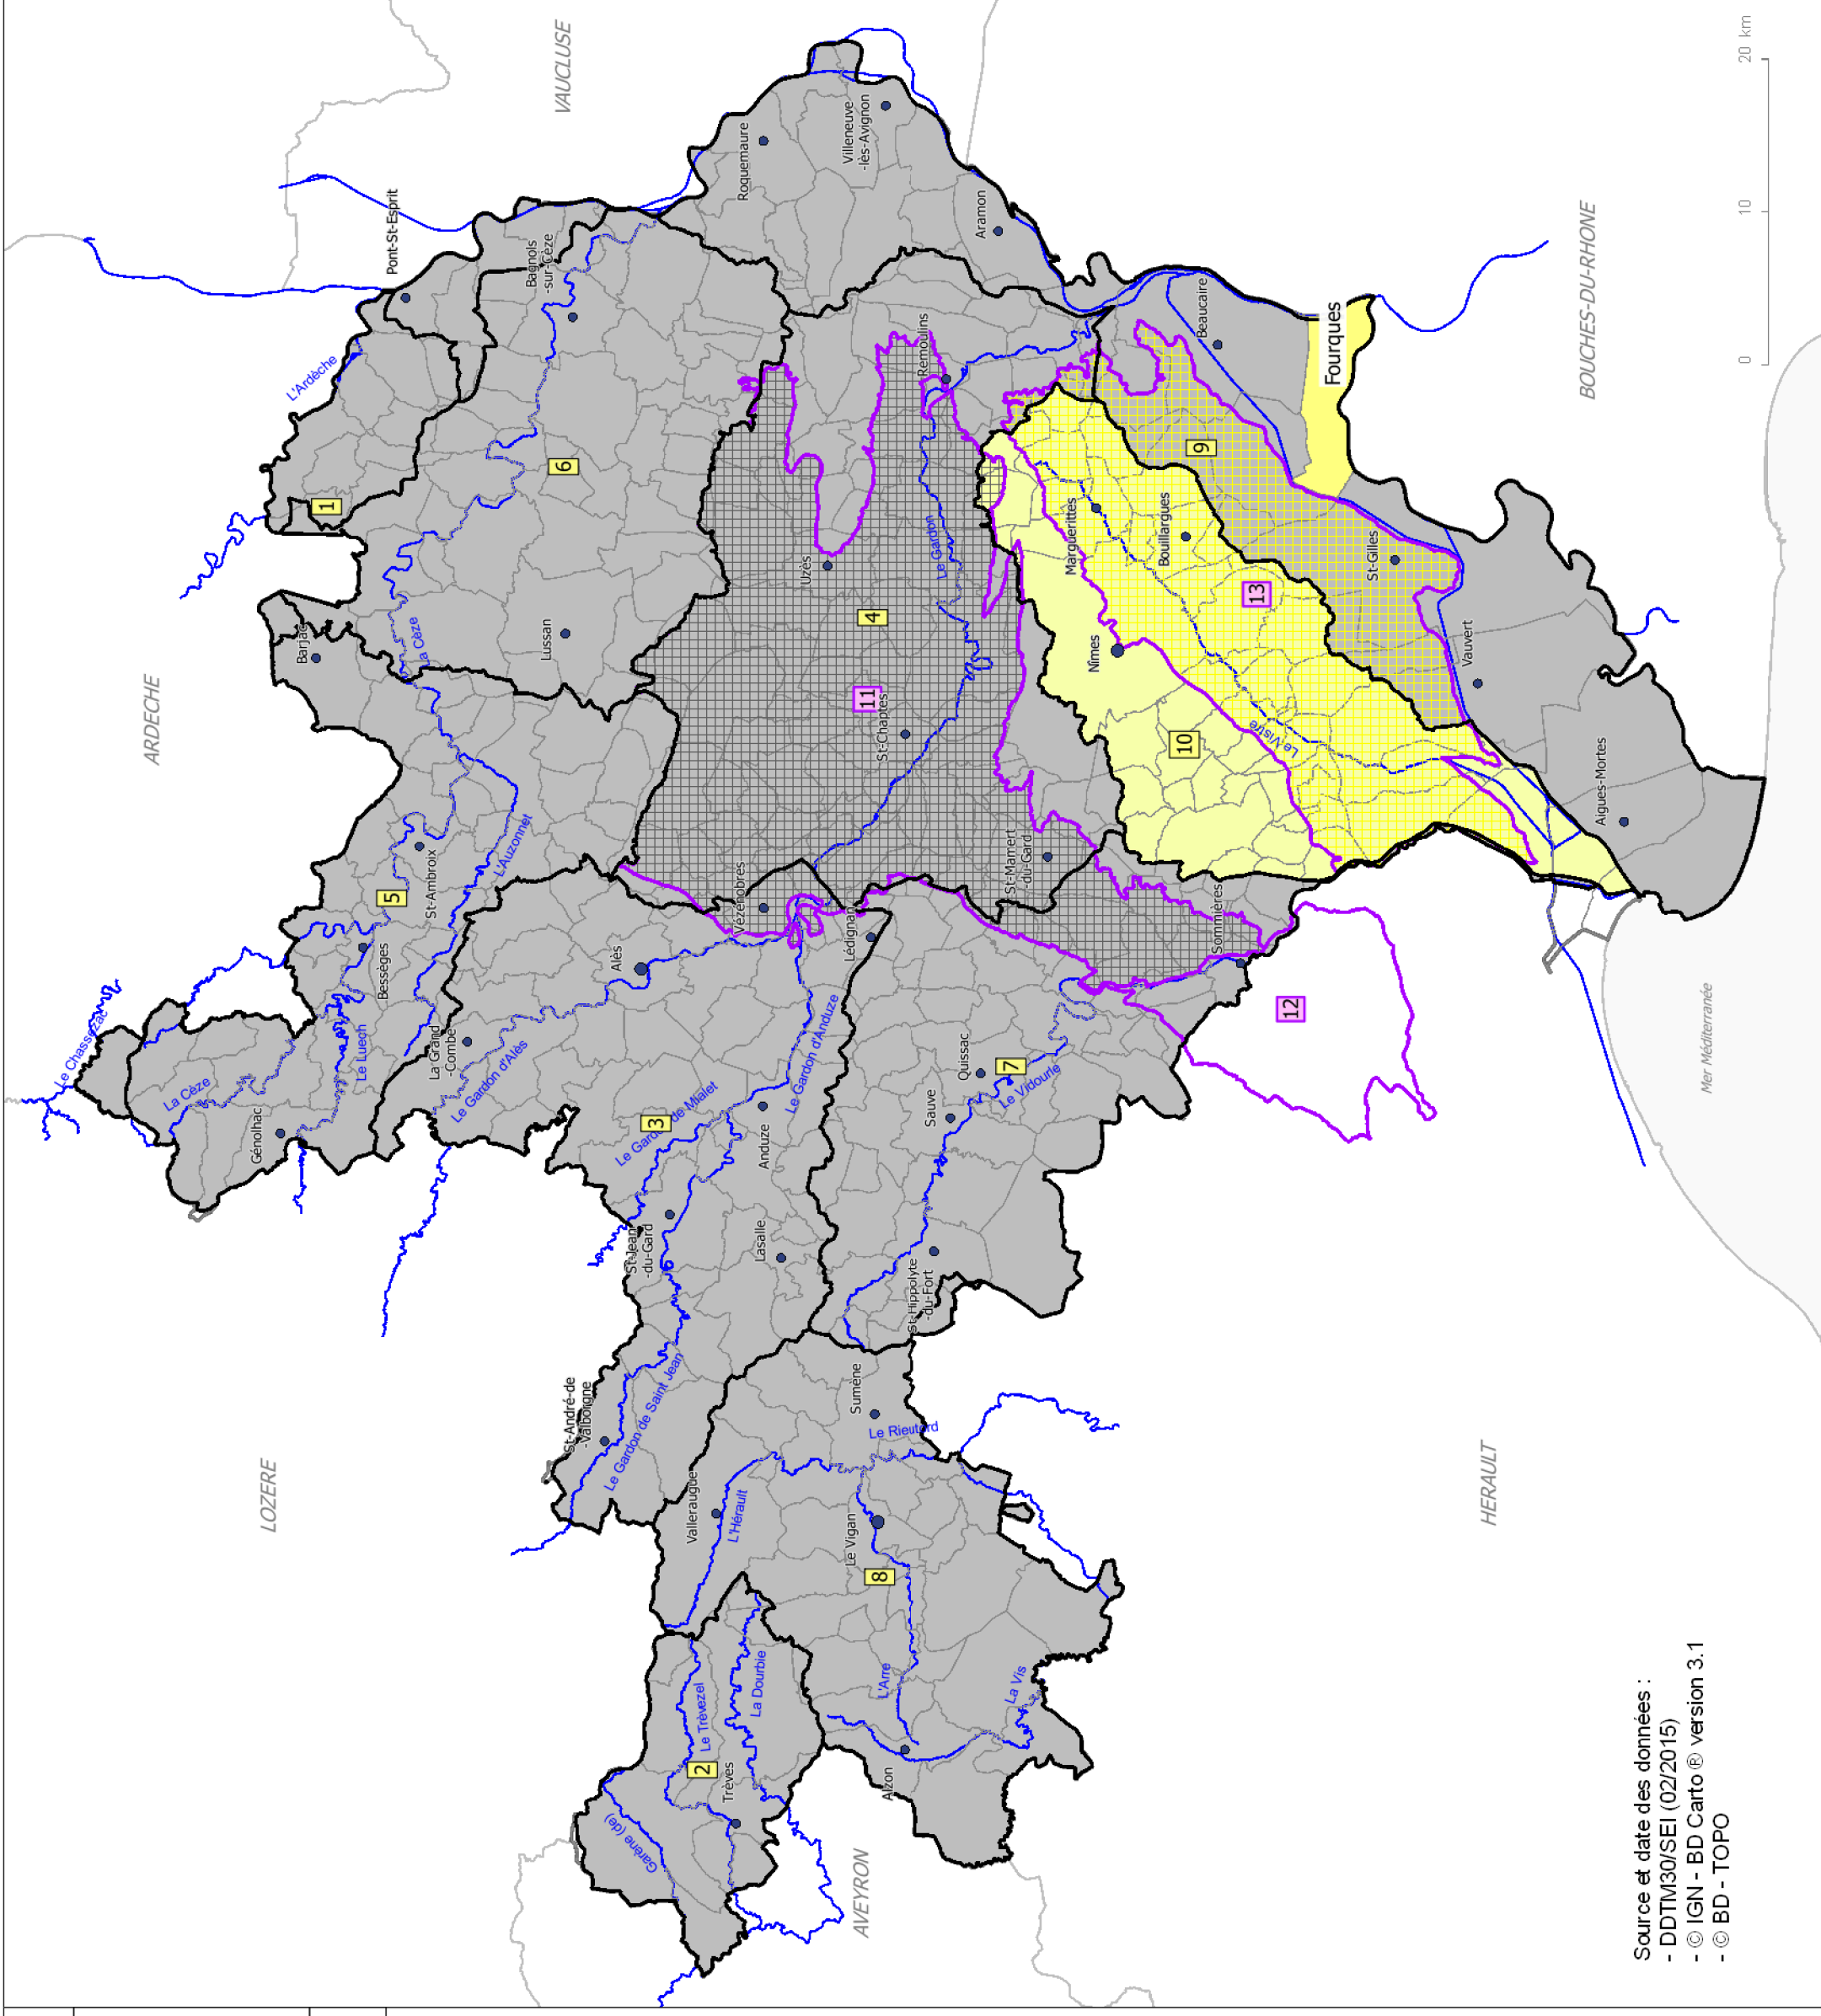 LOZERE
ARDECHE
VAUCLUSE
AVEYRON
HERAULT
BOUCHES-DU-RHONE
Mer Méditerranée
Le Chassezac
La Cèze
Génolhac
Le Luech
Bessèges
5
St-Ambroix
L'Auzonnet
Barjac
La Cèze
1
L'Ardèche
Pont-St-Esprit
Bagnols
-sur-Cèze
6
Lussan
La Grand
-Combe
Le Gardon d'Alès
Alès
3
Le Gardon de Mialet
St-Jean
-du-Gard
Anduze
Le Gardon d'Anduze
Lasalle
St-André-de
-Valborgne
Le Gardon de Saint Jean
Valleraugue
L'Hérault
Sumène
Le Rieutord
Le Vigan
8
L'Arre
La Vis
Alzon
Garène (de)
2
Le Trèvezel
Trèves
La Dourbie
Vézénobres
Lédignan
11
St-Chaptes
4
Uzès
Le Gardon
Remoulins
Roquemaure
Villeneuve
-lès-Avignon
Aramon
St-Hippolyte
-du-Fort
Sauve
Quissac
7
Le Vidourle
St-Mamert
-du-Gard
Sommières
12
Nîmes
Marguerittes
Bouillargues
10
Le Vistre
13
9
Beaucaire
Fourques
St-Gilles
Vauvert
Aigues-Mortes
0
10
20 km
Source et date des données :
- DDTM30/SEI (02/2015)
- © IGN - BD Carto ® version 3.1
- © BD - TOPO